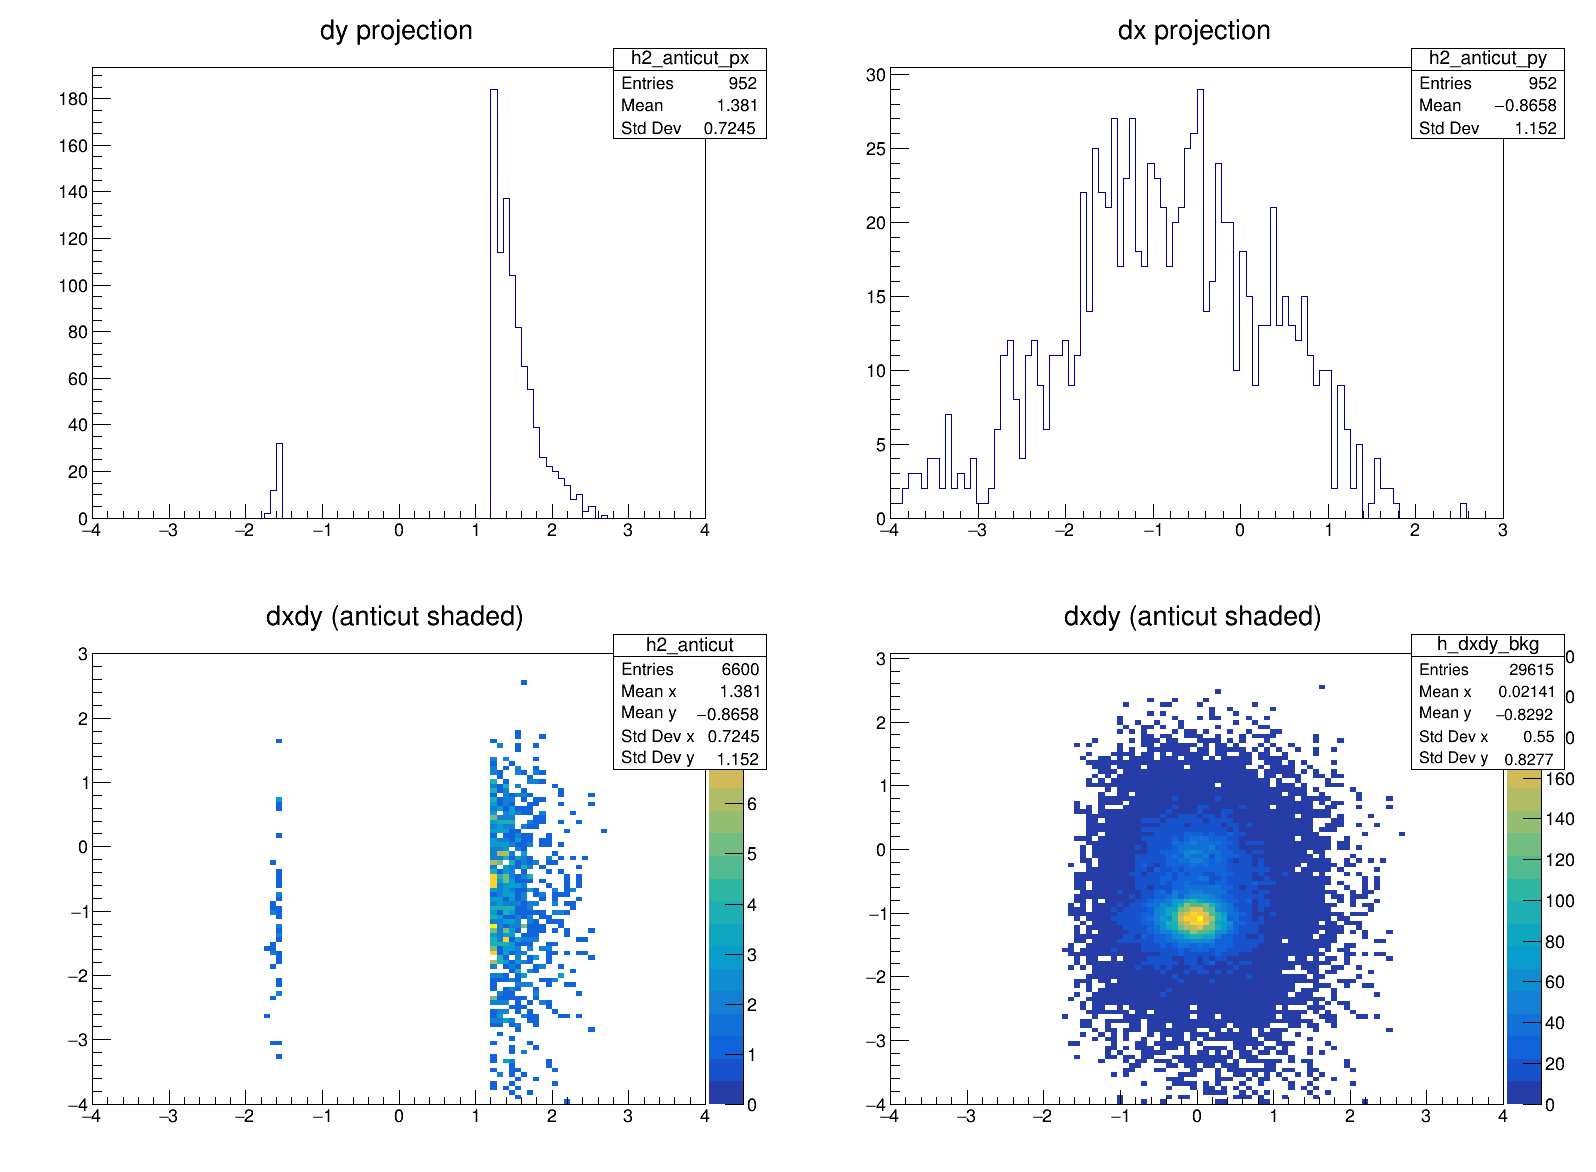 dy projection
h2_anticut_px
Entries 952
Mean 1.381
Std Dev 0.7245
180
160
140
120
100
80
60
40
20
0
−4 −3 −2 −1 0 1 2 3 4
dx projection
h2_anticut_py
Entries 952
Mean −0.8658
Std Dev 1.152
30
25
20
15
10
5
0
−4 −3 −2 −1 0 1 2 3
dxdy (anticut shaded)
h2_anticut
Entries 6600
Mean x 1.381
Mean y −0.8658
Std Dev x 0.7245
Std Dev y 1.152
3
2
1
0
−1
−2
−3
−4
−4 −3 −2 −1 0 1 2 3 4
6
5
4
3
2
1
0
dxdy (anticut shaded)
h_dxdy_bkg
Entries 29615
Mean x 0.02141
Mean y −0.8292
Std Dev x 0.55
Std Dev y 0.8277
3
2
1
0
−1
−2
−3
−4
−4 −3 −2 −1 0 1 2 3 4
0
0
0
160
140
120
100
80
60
40
20
0